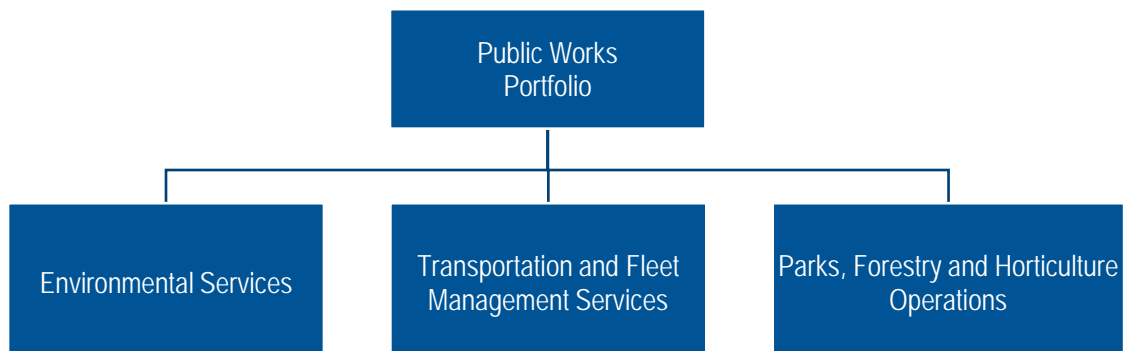 Public Works
Portfolio
Environmental Services
Transportation and Fleet
Management Services
Parks, Forestry and Horticulture
Operations